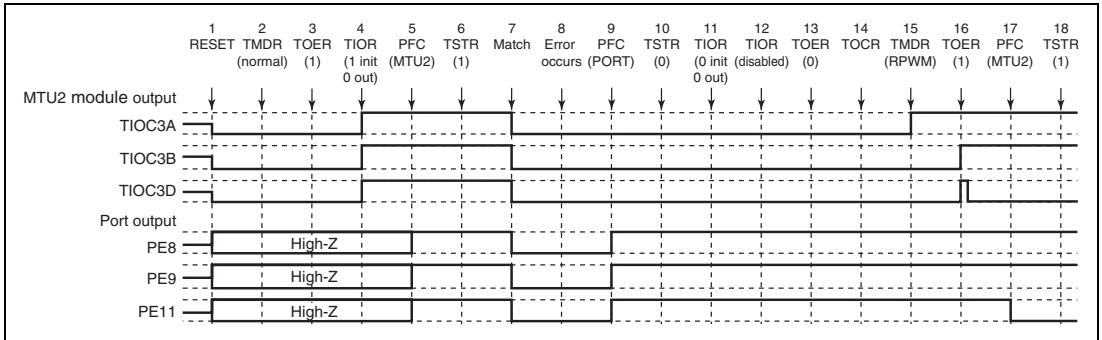 1 2 3 4 5 6 7 8 9 10 11 12 13 14 15 16 17 18
RESET TMDR TOER TIOR PFC TSTR Match Error PFC TSTR TIOR TIOR TOER TOCR TMDR TOER PFC TSTR
(normal) (1) (1 init (MTU2) (1) occurs (PORT) (0) (0 init (disabled) (0) (RPWM) (1) (MTU2) (1)
0 out) 0 out)
MTU2 module output
TIOC3A
TIOC3B
TIOC3D
Port output
PE8 High-Z
PE9 High-Z
PE11 High-Z